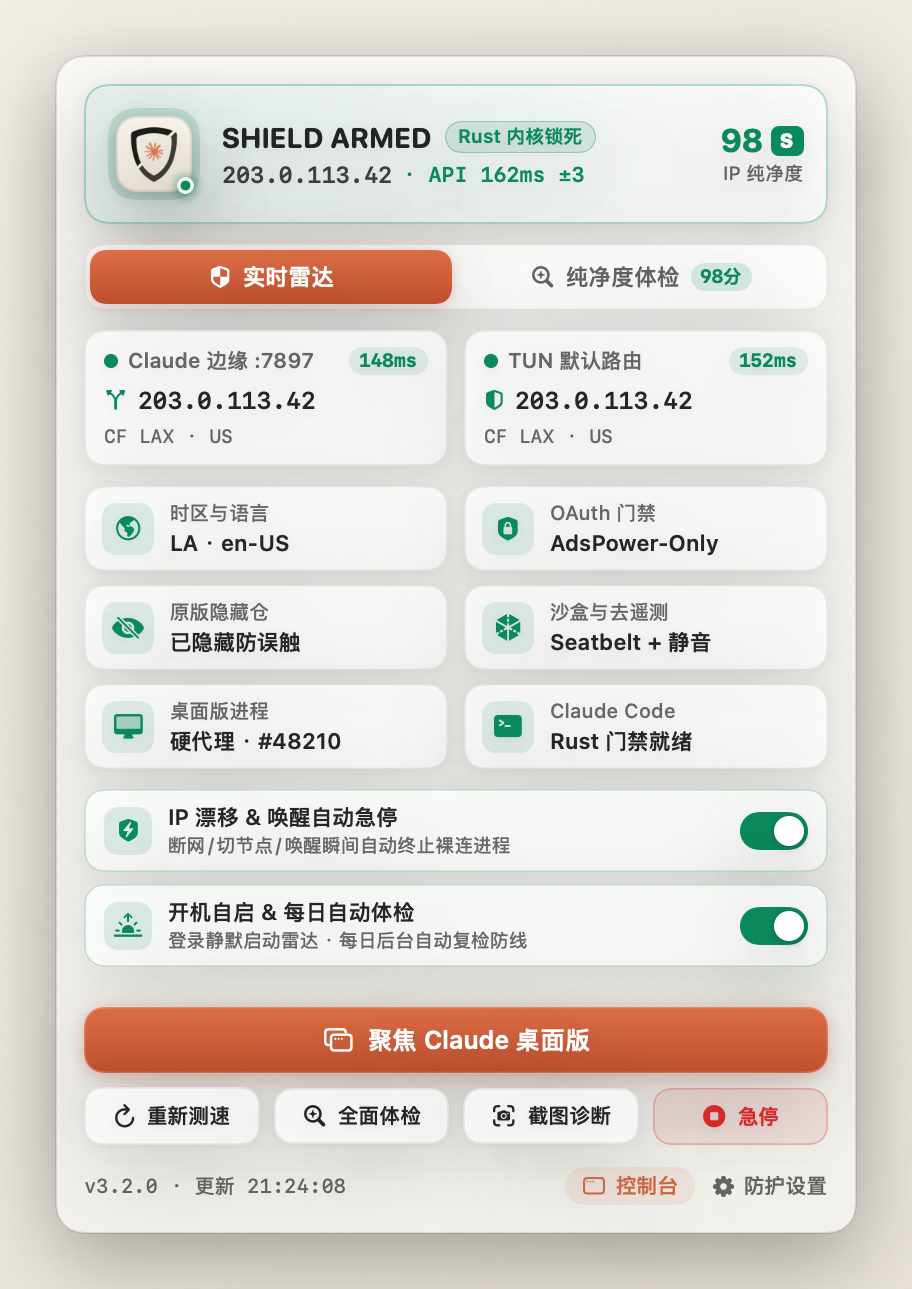 SHIELD ARMED Rust 内核锁死
203.0.113.42 · API 162ms ±3
98 S
IP 纯净度
实时雷达
纯净度体检 98分
Claude 边缘 :7897 148ms
203.0.113.42
CF LAX · US
TUN 默认路由 152ms
203.0.113.42
CF LAX · US
时区与语言
LA · en-US
OAuth 门禁
AdsPower-Only
原版隐藏仓
已隐藏防误触
沙盒与去遥测
Seatbelt + 静音
桌面版进程
硬代理 · #48210
Claude Code
Rust 门禁就绪
IP 漂移 & 唤醒自动急停
断网/切节点/唤醒瞬间自动终止裸连进程
开机自启 & 每日自动体检
登录静默启动雷达 · 每日后台自动复检防线
聚焦 Claude 桌面版
重新测速
全面体检
截图诊断
急停
v3.2.0 · 更新 21:24:08
控制台
防护设置